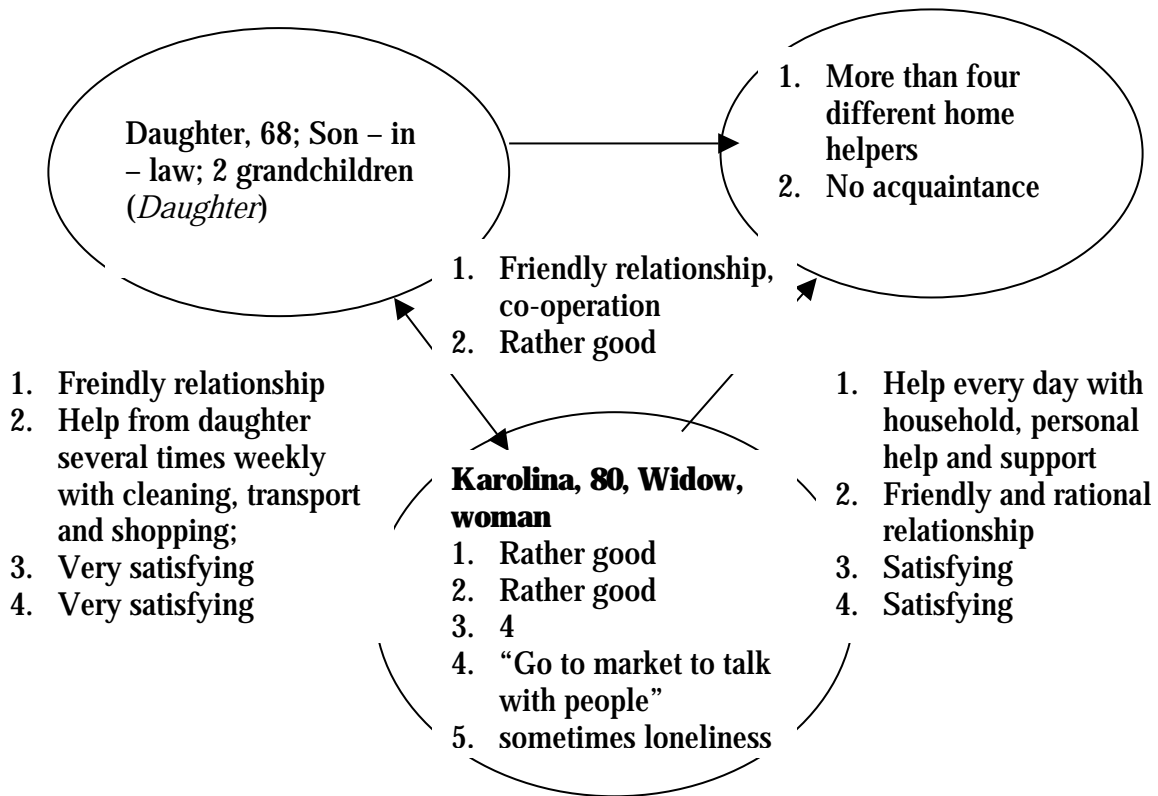 Daughter, 68; Son – in
– law; 2 grandchildren
(Daughter)
1. More than four
different home
helpers
2. No acquaintance
1. Friendly relationship,
co-operation
2. Rather good
1. Freindly relationship
2. Help from daughter
several times weekly
with cleaning, transport
and shopping;
3. Very satisfying
4. Very satisfying
Karolina, 80, Widow,
woman
1. Rather good
2. Rather good
3. 4
4. “Go to market to talk
with people”
5. sometimes loneliness
1. Help every day with
household, personal
help and support
2. Friendly and rational
relationship
3. Satisfying
4. Satisfying